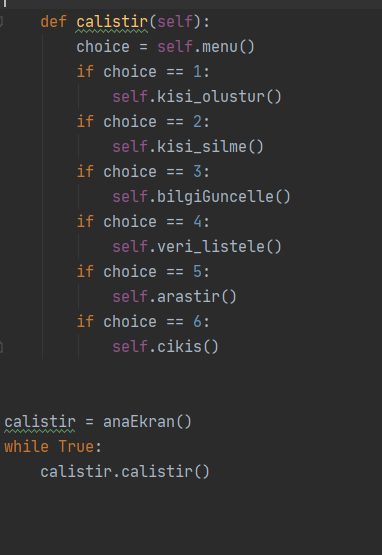 def calistir(self):
choice = self.menu()
if choice == 1:
self.kisi_olustur()
if choice == 2:
self.kisi_silme()
if choice == 3:
self.bilgiGuncelle()
if choice == 4:
self.veri_listele()
if choice == 5:
self.arastir()
if choice == 6:
self.cikis()
calistir = anaEkran()
while True:
calistir.calistir()